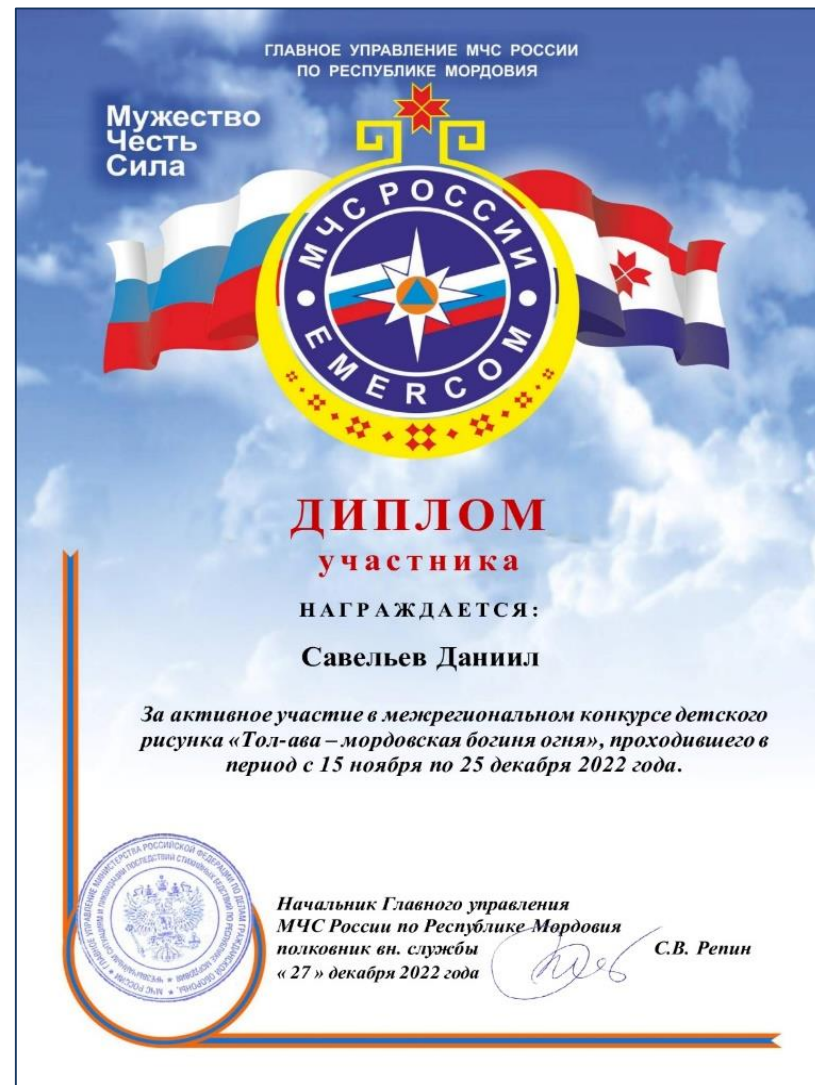 ГЛАВНОЕ УПРАВЛЕНИЕ МЧС РОССИИ
ПО РЕСПУБЛИКЕ МОРДОВИЯ
Мужество
Честь
Сила
МЧС РОССИИ
EMERCOM
ДИПЛОМ
участника
НАГРАЖДАЕТСЯ:
Савельев Даниил
За активное участие в межрегиональном конкурсе детского
рисунка «Тол-ава – мордовская богиня огня», проходившего в
период с 15 ноября по 25 декабря 2022 года.
Начальник Главного управления
МЧС России по Республике Мордовия
полковник вн. службы С.В. Репин
« 27 » декабря 2022 года